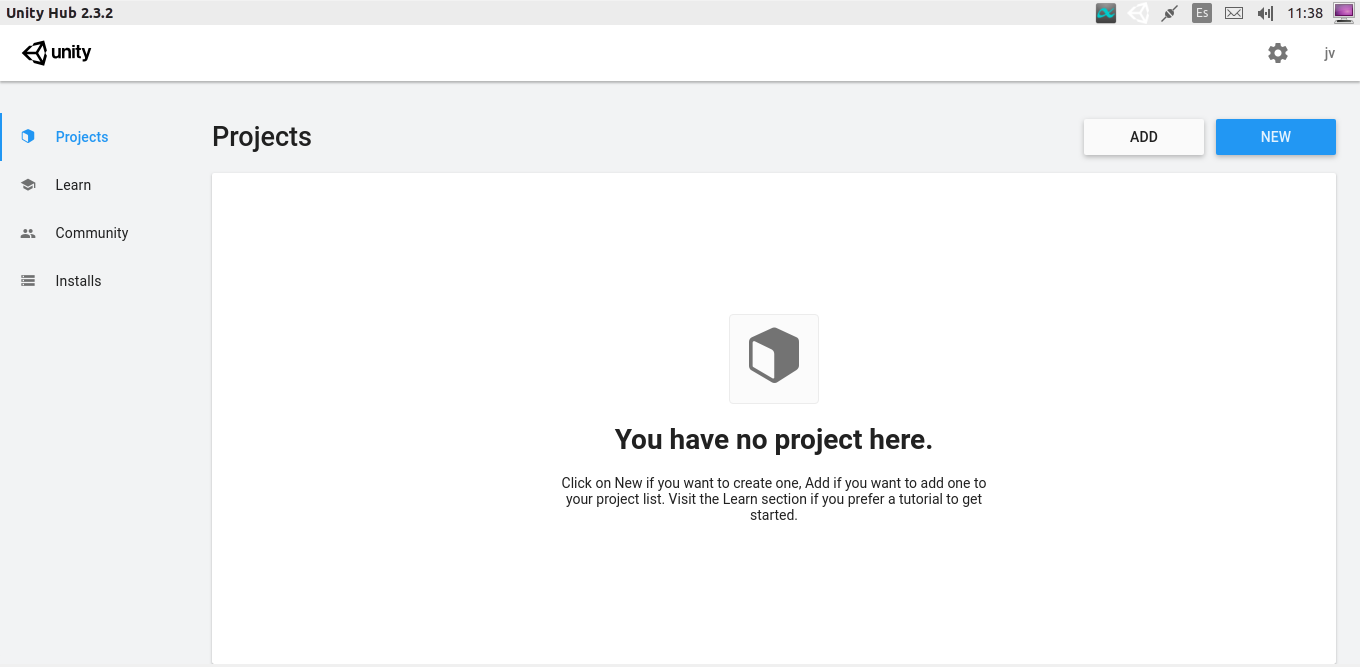 Unity Hub 2.3.2
Es
11:38
unity
jv
Projects
Learn
Community
Installs
Projects
ADD
NEW
You have no project here.
Click on New if you want to create one, Add if you want to add one to
your project list. Visit the Learn section if you prefer a tutorial to get
started.